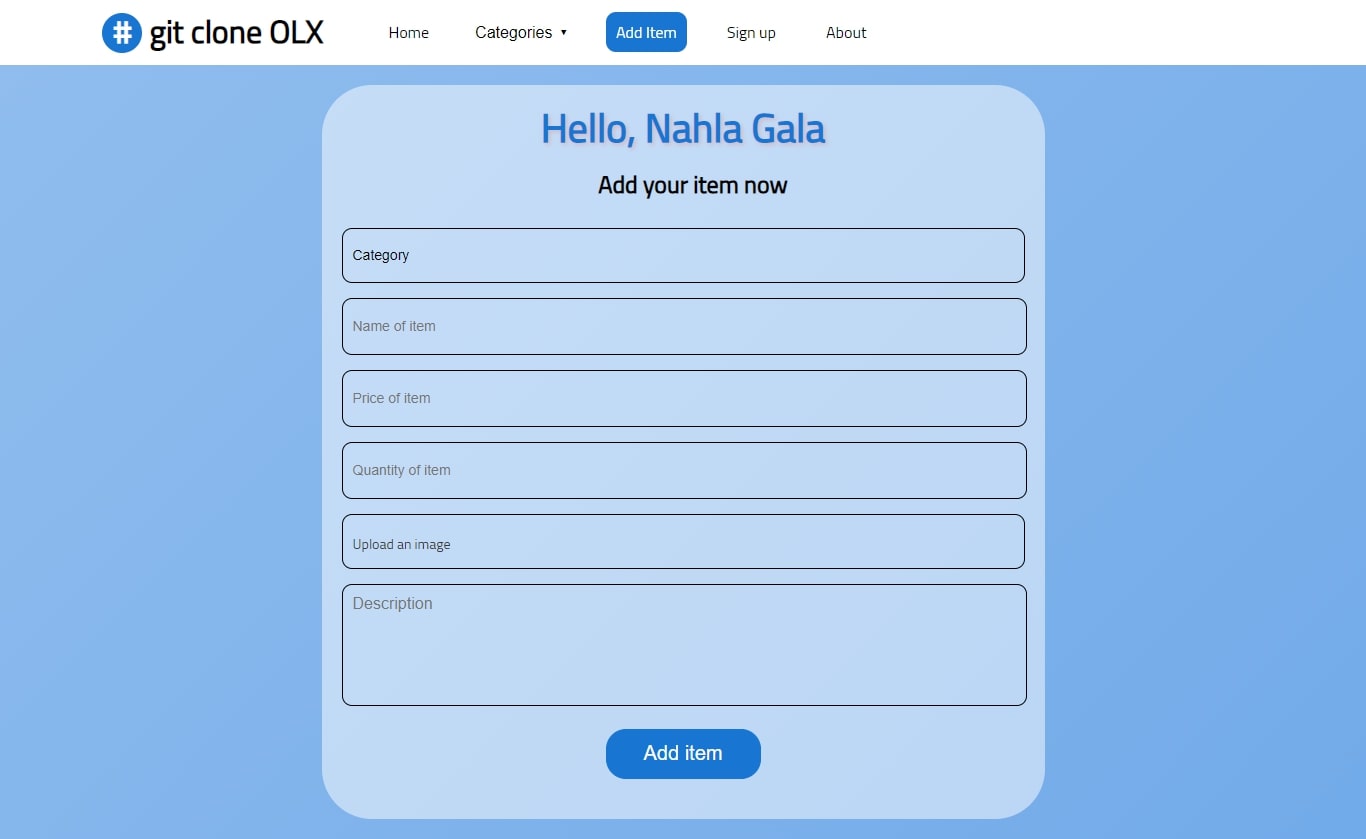 # git clone OLX Home Categories ▼ Add Item Sign up About
Hello, Nahla Gala
Add your item now
Category
Name of item
Price of item
Quantity of item
Upload an image
Description
Add item